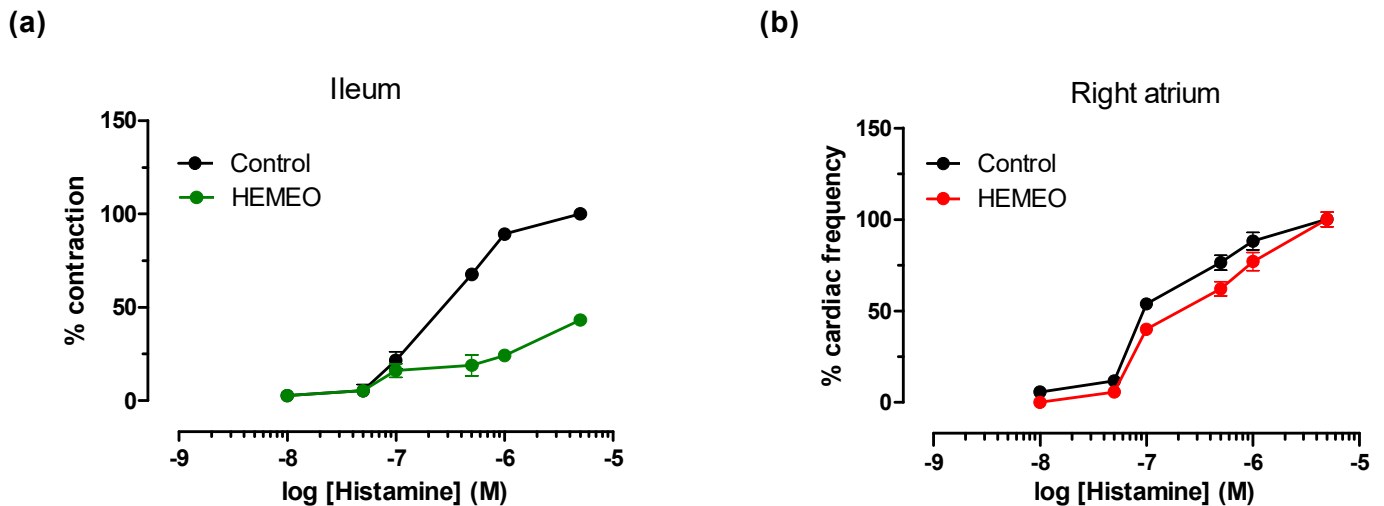 (a)
Ileum
% contraction
150
100
50
0
Control
HEMEO
-9 -8 -7 -6 -5
log [Histamine] (M)
(b)
Right atrium
% cardiac frequency
150
100
50
0
Control
HEMEO
-9 -8 -7 -6 -5
log [Histamine] (M)